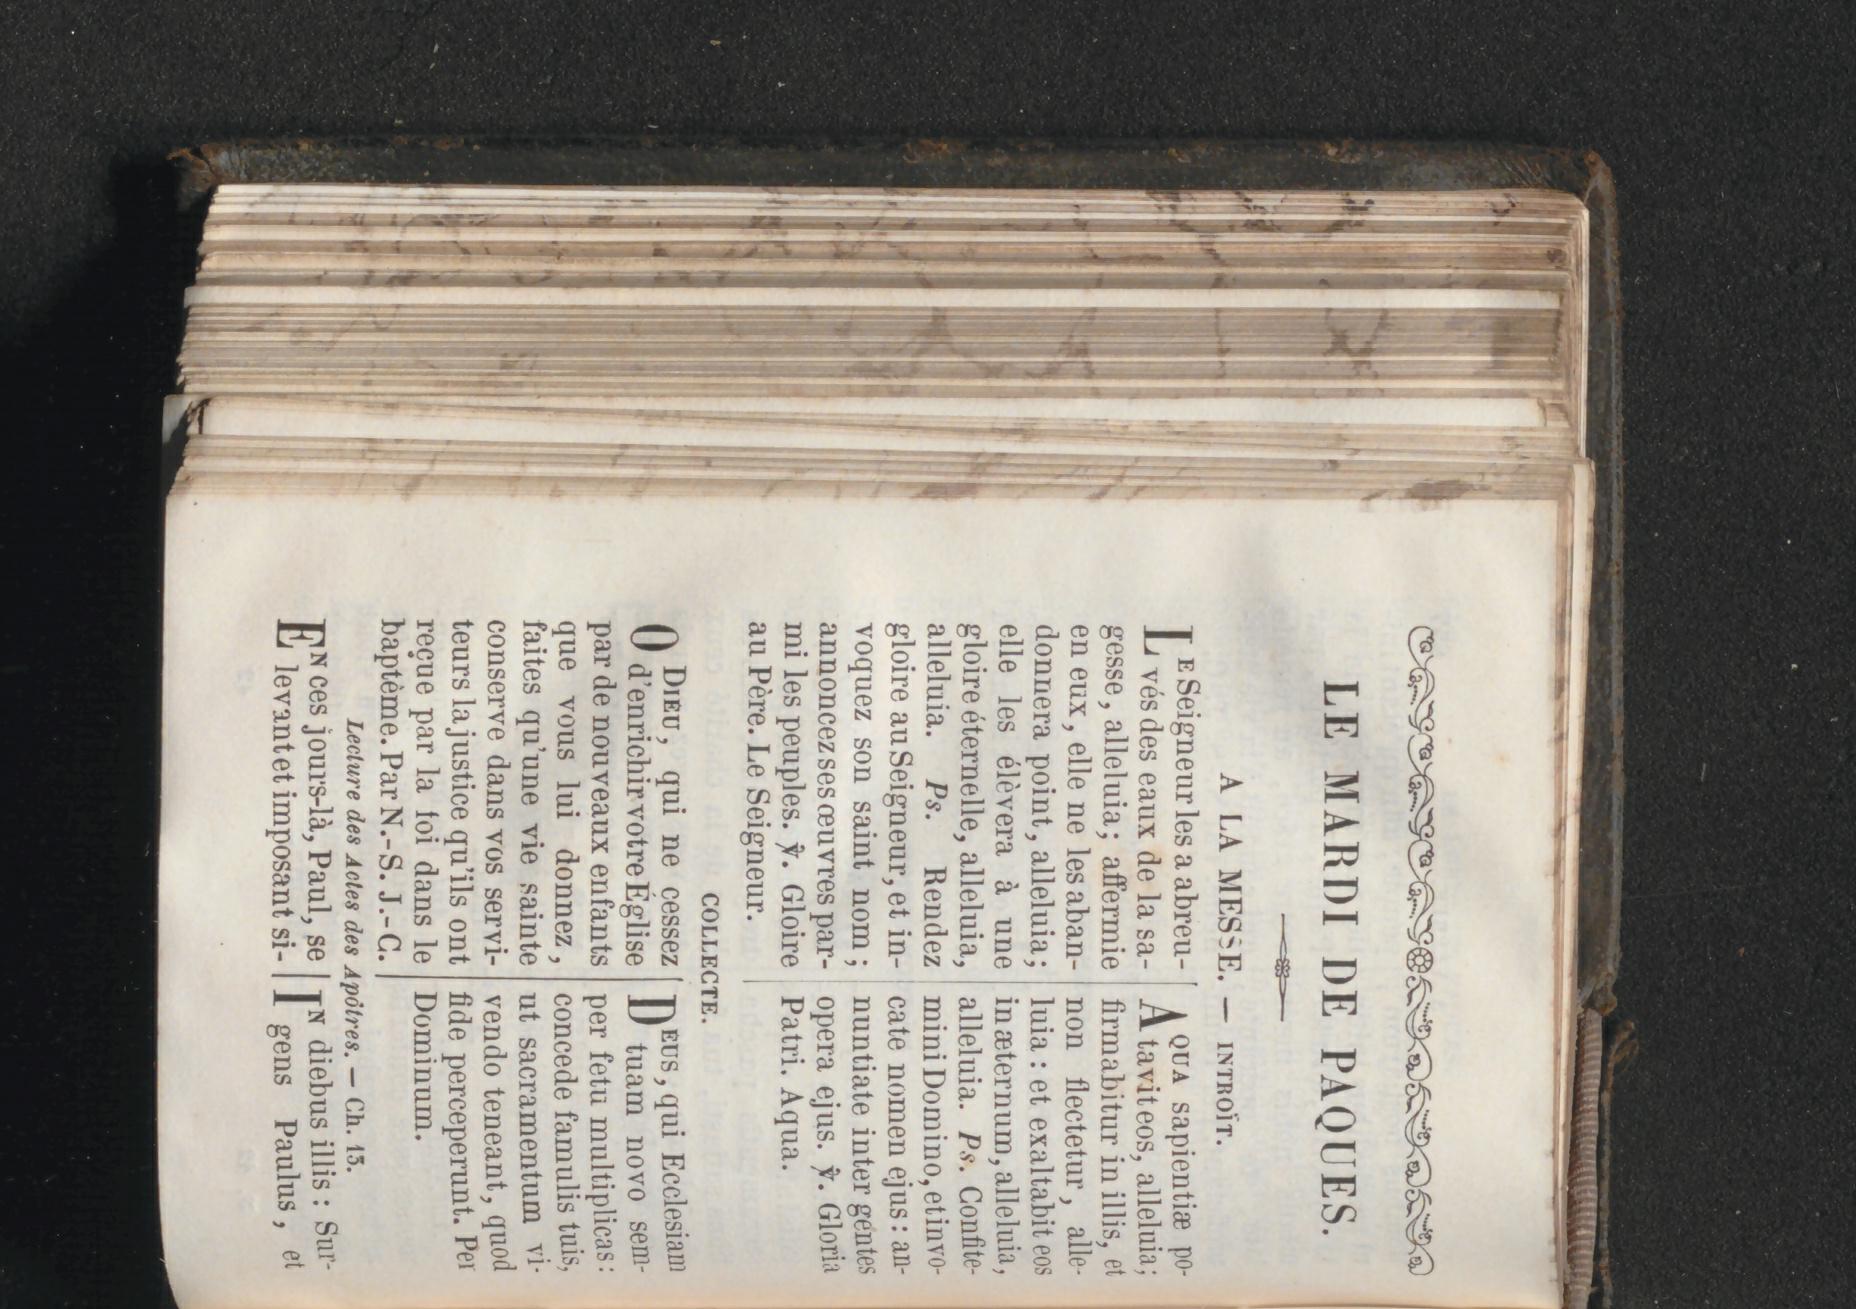 LE MARDI DE PAQUES.
A LA MESSE. — INTROÏT.
LE Seigneur les a abreu-
vés des eaux de la sa-
gesse, alleluia; affermie
en eux, elle ne les aban-
donnera point, alleluia;
elle les élèvera à une
gloire éternelle, alleluia,
alleluia. Ps. Rendez
gloire au Seigneur, et in-
voquez son saint nom;
annoncez ses œuvres par-
mi les peuples. ℣. Gloire
au Père. Le Seigneur.
AQUA sapientiæ po-
tavit eos, alleluia;
firmabitur in illis, et
non flectetur, alle-
luia: et exaltabit eos
in æternum, alleluia,
alleluia. Ps. Confite-
mini Domino, et invo-
cate nomen ejus: an-
nuntiate inter gentes
opera ejus. ℣. Gloria
Patri. Aqua.
COLLECTE.
O DIEU, qui ne cessez
d'enrichir votre Église
par de nouveaux enfants
que vous lui donnez,
faites qu'une vie sainte
conserve dans vos servi-
teurs la justice qu'ils ont
reçue par la foi dans le
baptême. Par N.-S. J.-C.
DEUS, qui Ecclesiam
tuam novo sem-
per fetu multiplicas:
concede famulis tuis,
ut sacramentum vi-
vendo teneant, quod
fide perceperunt. Per
Dominum.
Lecture des Actes des Apôtres. — Ch. 13.
EN ces jours-là, Paul, se
levant et imposant si-
IN diebus illis: Sur-
gens Paulus, et